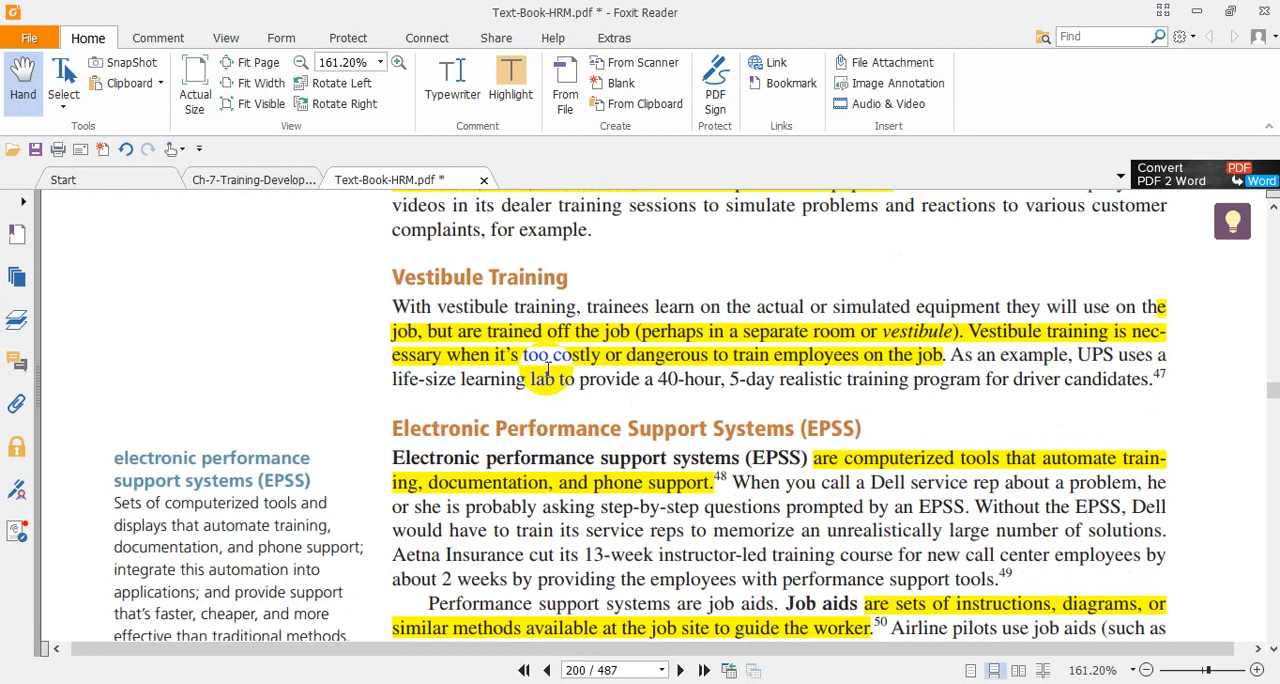 Text-Book-HRM.pdf * - Foxit Reader
File Home Comment View Form Protect Connect Share Help Extras Find
Hand
Select
SnapShot
Clipboard
Tools
Actual Size
Fit Page
Fit Width
Fit Visible
161.20%
Rotate Left
Rotate Right
View
Typewriter
Highlight
Comment
From File
From Scanner
Blank
From Clipboard
Create
PDF Sign
Protect
Link
Bookmark
Links
File Attachment
Image Annotation
Audio & Video
Insert
Start
Ch-7-Training-Develop...
Text-Book-HRM.pdf *
Convert PDF
PDF 2 Word Word
videos in its dealer training sessions to simulate problems and reactions to various customer
complaints, for example.
Vestibule Training
With vestibule training, trainees learn on the actual or simulated equipment they will use on the
job, but are trained off the job (perhaps in a separate room or vestibule). Vestibule training is nec-
essary when it's too costly or dangerous to train employees on the job. As an example, UPS uses a
life-size learning lab to provide a 40-hour, 5-day realistic training program for driver candidates.47
Electronic Performance Support Systems (EPSS)
Electronic performance support systems (EPSS) are computerized tools that automate train-
ing, documentation, and phone support.48 When you call a Dell service rep about a problem, he
or she is probably asking step-by-step questions prompted by an EPSS. Without the EPSS, Dell
would have to train its service reps to memorize an unrealistically large number of solutions.
Aetna Insurance cut its 13-week instructor-led training course for new call center employees by
about 2 weeks by providing the employees with performance support tools.49
Performance support systems are job aids. Job aids are sets of instructions, diagrams, or
similar methods available at the job site to guide the worker.50 Airline pilots use job aids (such as
electronic performance
support systems (EPSS)
Sets of computerized tools and
displays that automate training,
documentation, and phone support;
integrate this automation into
applications; and provide support
that's faster, cheaper, and more
effective than traditional methods.
200 / 487
161.20%